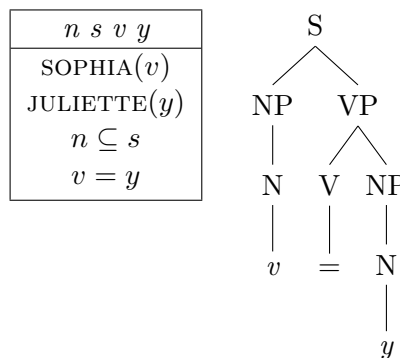 n s v y
SOPHIA(v)
JULIETTE(y)
n ⊆ s
v = y
S
NP VP
N V NP
v = N
y